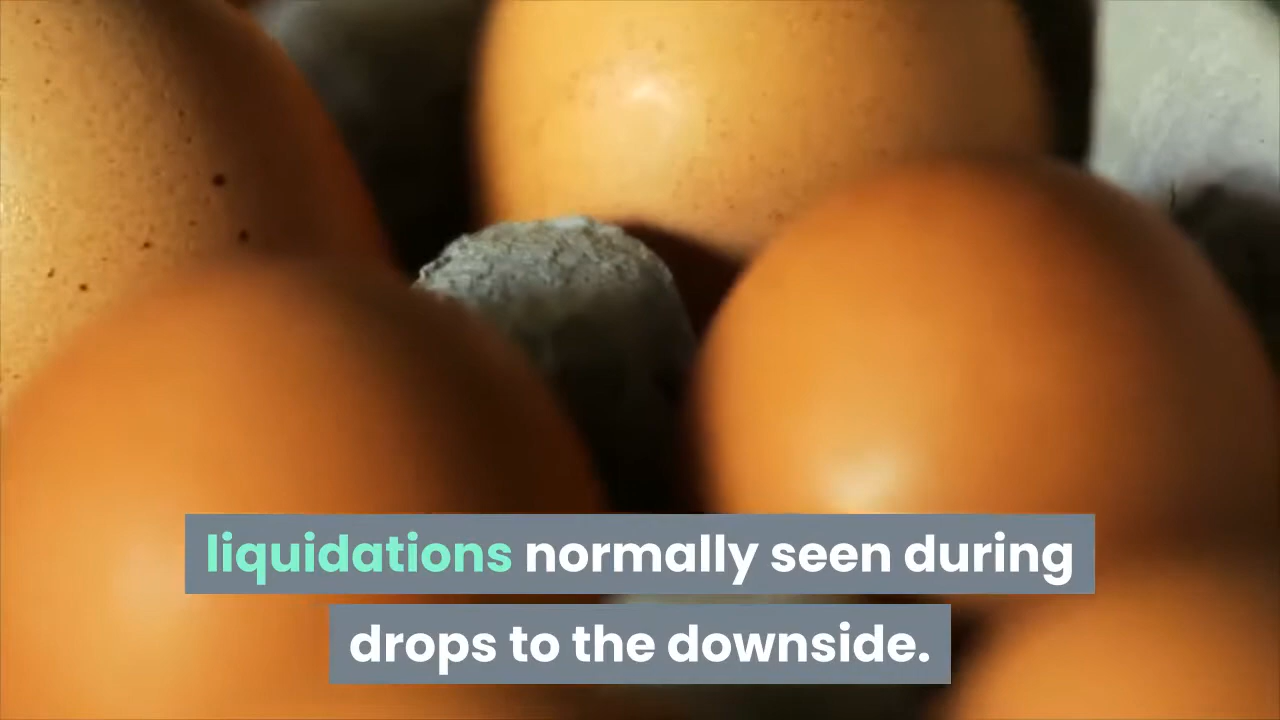 liquidations normally seen during
drops to the downside.